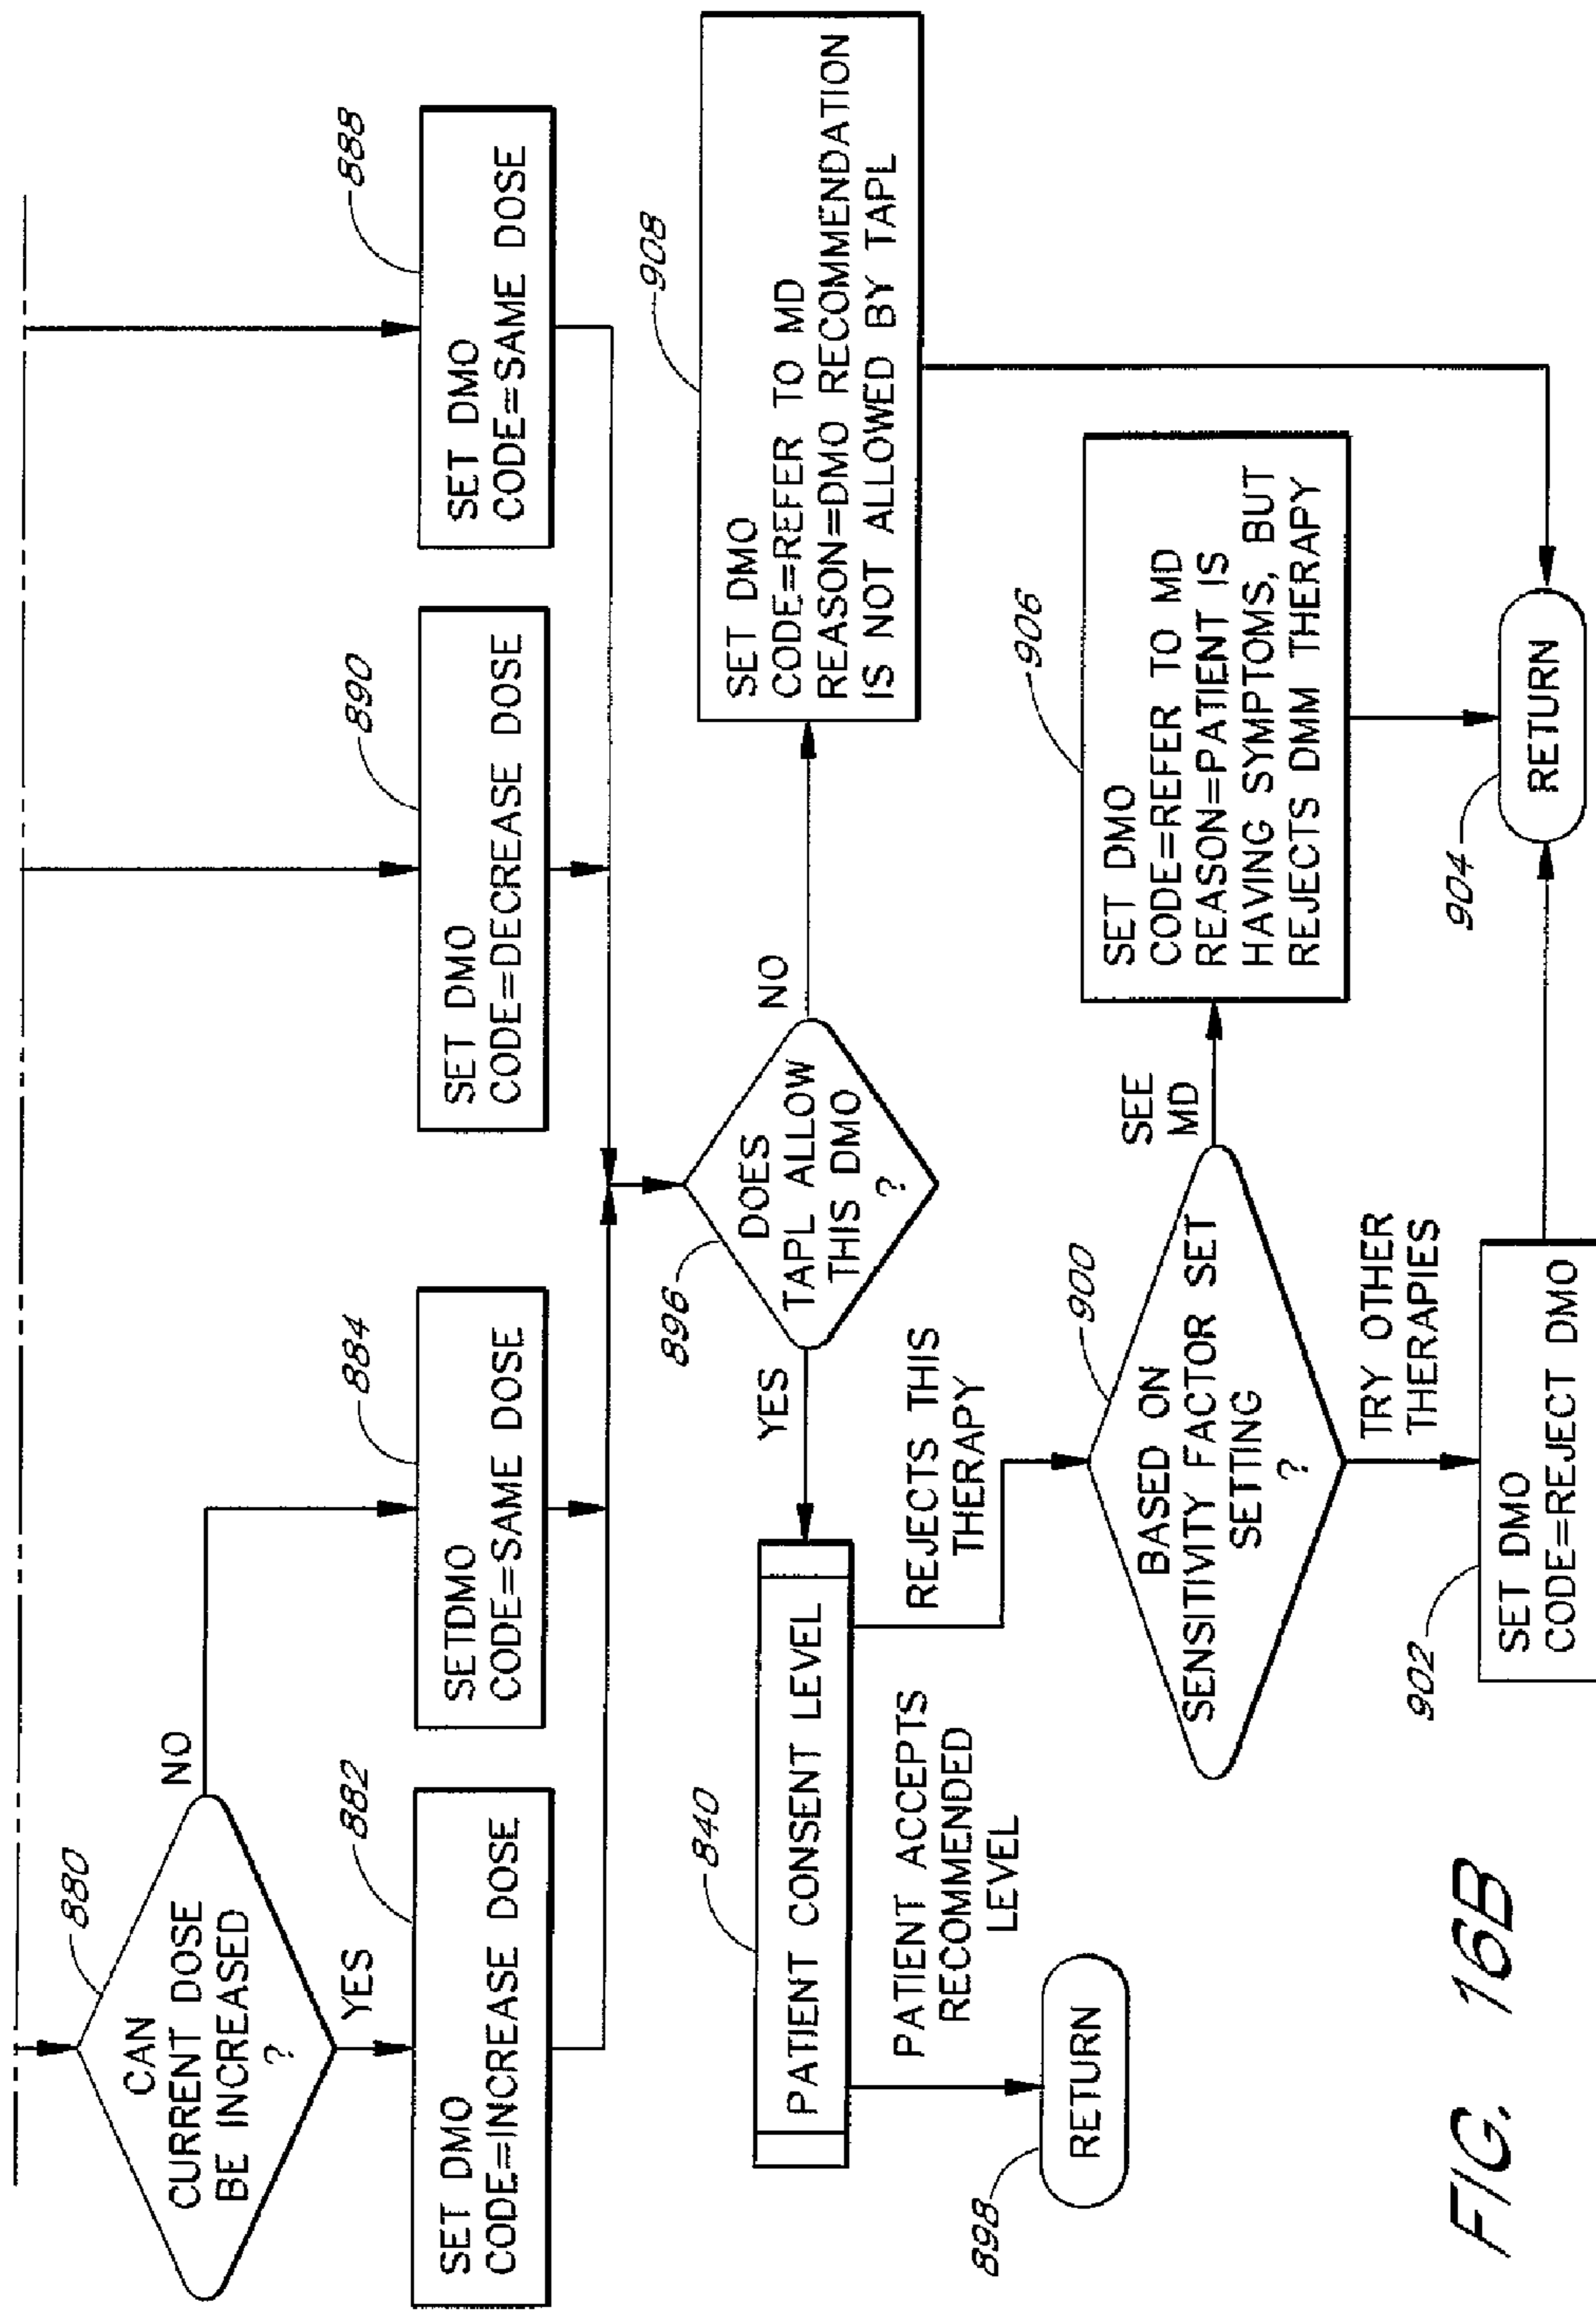 880
CAN
CURRENT DOSE
BE INCREASED
?
NO
YES
882
SET DMO
CODE=INCREASE DOSE
884
SETDMO
CODE=SAME DOSE
890
SET DMO
CODE=DECREASE DOSE
888
SET DMO
CODE=SAME DOSE
896
DOES
TAPL ALLOW
THIS DMO
?
NO
YES
908
SET DMO
CODE=REFER TO MD
REASON=DMO RECOMMENDATION
IS NOT ALLOWED BY TAPL
840
PATIENT CONSENT LEVEL
PATIENT ACCEPTS
RECOMMENDED
LEVEL
REJECTS THIS
THERAPY
898
RETURN
900
BASED ON
SENSITIVITY FACTOR SET
SETTING
?
SEE
MD
TRY OTHER
THERAPIES
906
SET DMO
CODE=REFER TO MD
REASON=PATIENT IS
HAVING SYMPTOMS, BUT
REJECTS DMM THERAPY
902
SET DMO
CODE=REJECT DMO
904
RETURN
FIG. 16B